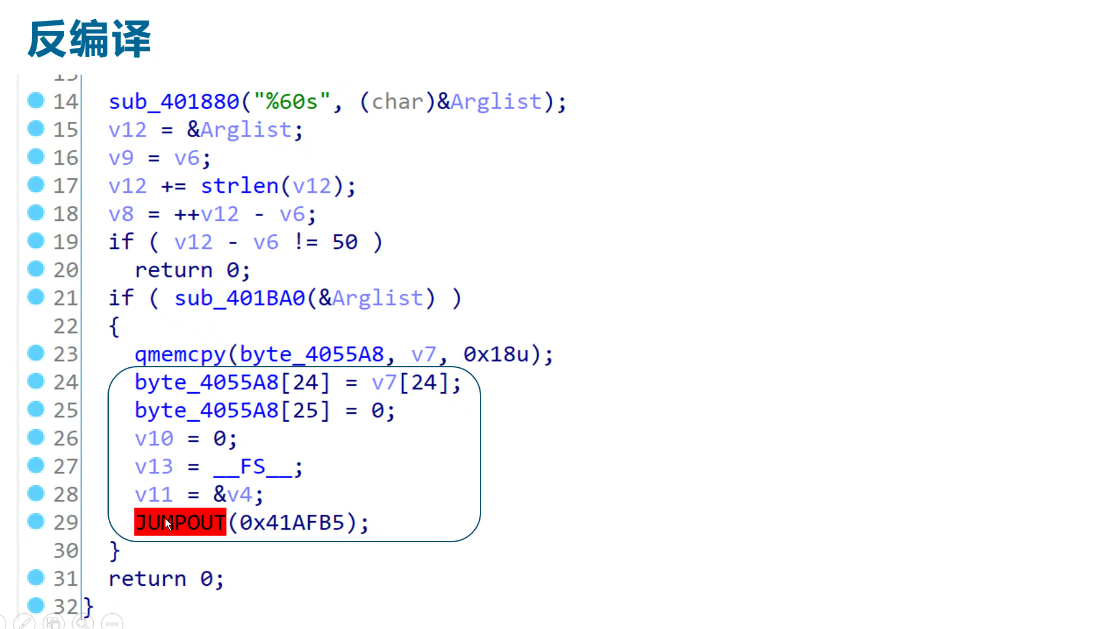 反编译
14 sub_401880("%60s", (char)&Arglist);
15 v12 = &Arglist;
16 v9 = v6;
17 v12 += strlen(v12);
18 v8 = ++v12 - v6;
19 if ( v12 - v6 != 50 )
20 return 0;
21 if ( sub_401BA0(&Arglist) )
22 {
23 qmemcpy(byte_4055A8, v7, 0x18u);
24 byte_4055A8[24] = v7[24];
25 byte_4055A8[25] = 0;
26 v10 = 0;
27 v13 = __FS__;
28 v11 = &v4;
29 JUMPOUT(0x41AFB5);
30 }
31 return 0;
32 }